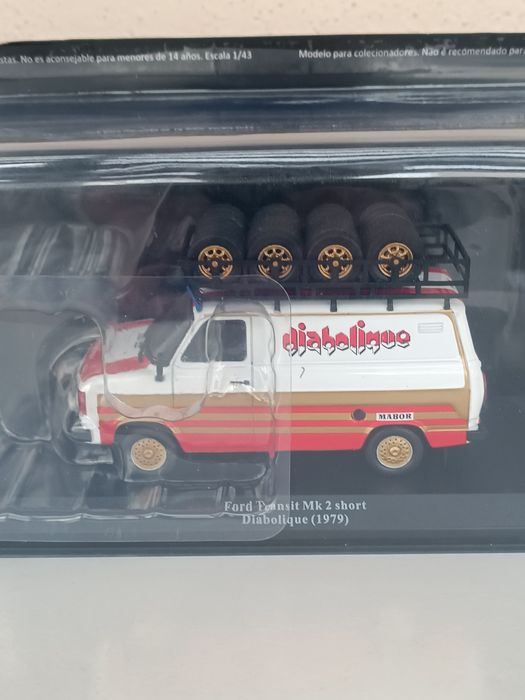 stas. No es aconsejable para menores de 14 años. Escala 1/43
Modelo para colecionadores. Não é recomendado par
diabolique
MABOR
Ford Transit Mk 2 short
Diabolique (1979)